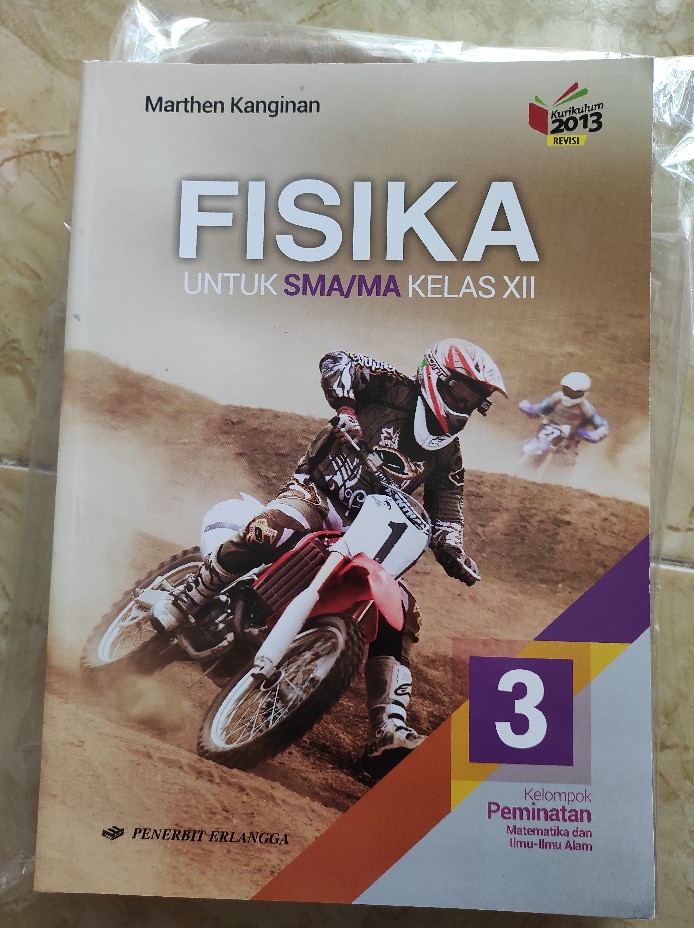 Marthen Kanginan
Kurikulum
2013
REVISI
FISIKA
UNTUK SMA/MA KELAS XII
1
3
Kelompok
Peminatan
Matematika dan
Ilmu-Ilmu Alam
PENERBIT ERLANGGA